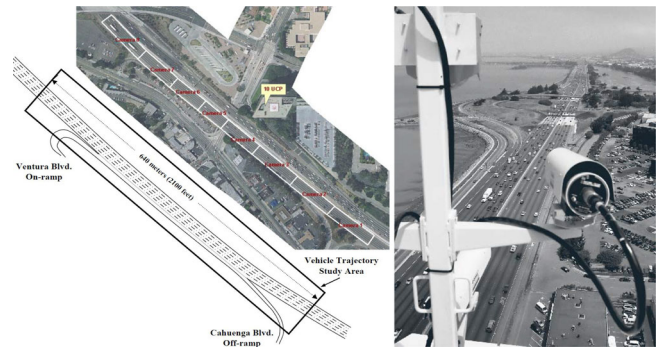 Camera 8
Camera 7
Camera 6
Camera 5
Camera 4
Camera 3
Camera 2
Camera 1
10 UCP
640 meters (2100 feet)
Ventura Blvd.
On-ramp
Vehicle Trajectory
Study Area
Cahuenga Blvd.
Off-ramp